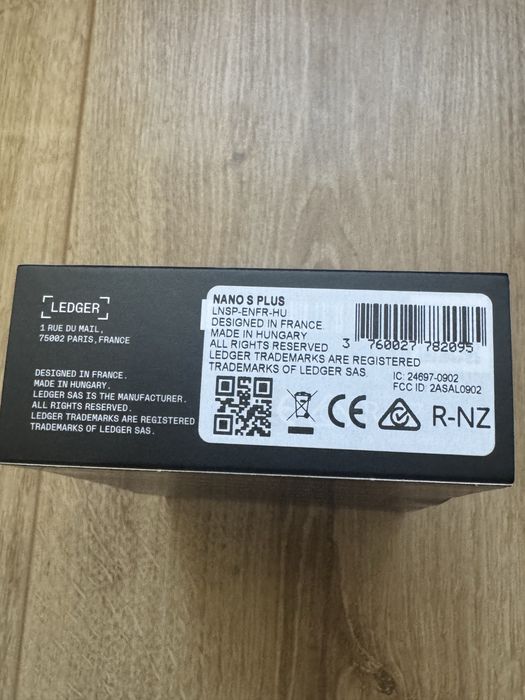 LEDGER
1 RUE DU MAIL,
75002 PARIS, FRANCE
DESIGNED IN FRANCE.
MADE IN HUNGARY.
LEDGER SAS IS THE MANUFACTURER.
ALL RIGHTS RESERVED.
LEDGER TRADEMARKS ARE REGISTERED
TRADEMARKS OF LEDGER SAS.
NANO S PLUS
LNSP-ENFR-HU
DESIGNED IN FRANCE
MADE IN HUNGARY
ALL RIGHTS RESERVED
LEDGER TRADEMARKS ARE REGISTERED
TRADEMARKS OF LEDGER SAS
3 760027 782095
IC: 24697-0902
FCC ID: 2ASAL0902
CE
R-NZ